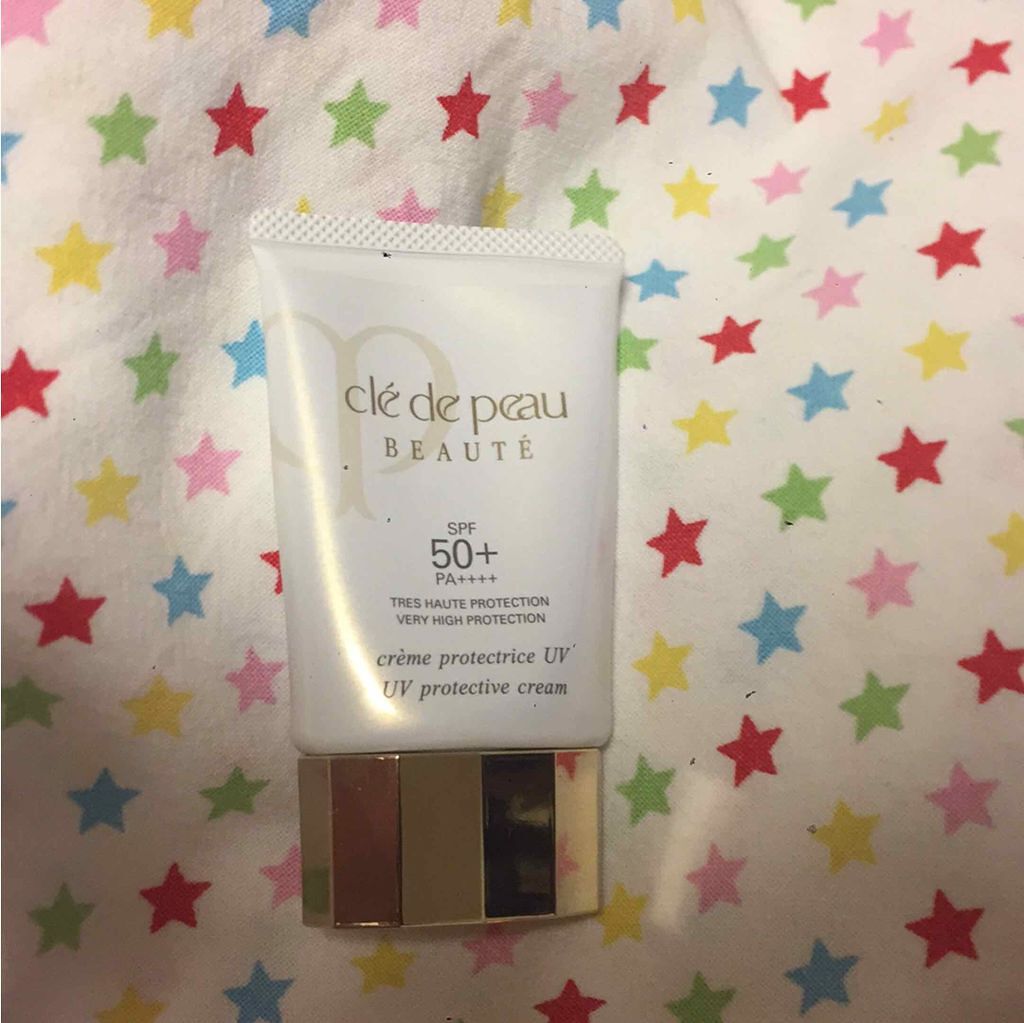 clé de peau
BEAUTÉ
SPF
50+
PA++++
TRES HAUTE PROTECTION
VERY HIGH PROTECTION
crème protectrice UV
UV protective cream